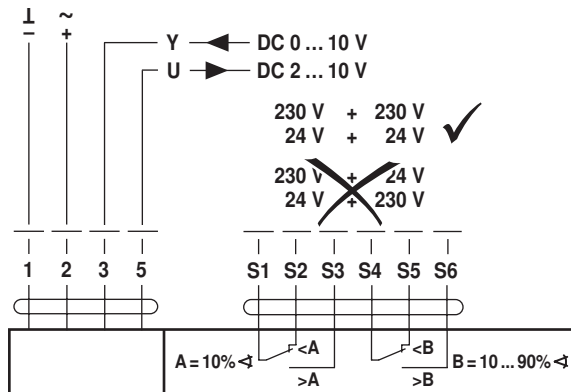 ⊥ ~
− +
Y DC 0 ... 10 V
U DC 2 ... 10 V
230 V + 230 V
24 V + 24 V
230 V + 24 V
24 V + 230 V
1 2 3 5 S1 S2 S3 S4 S5 S6
A = 10% ∢ <A >A <B >B B = 10 ... 90% ∢